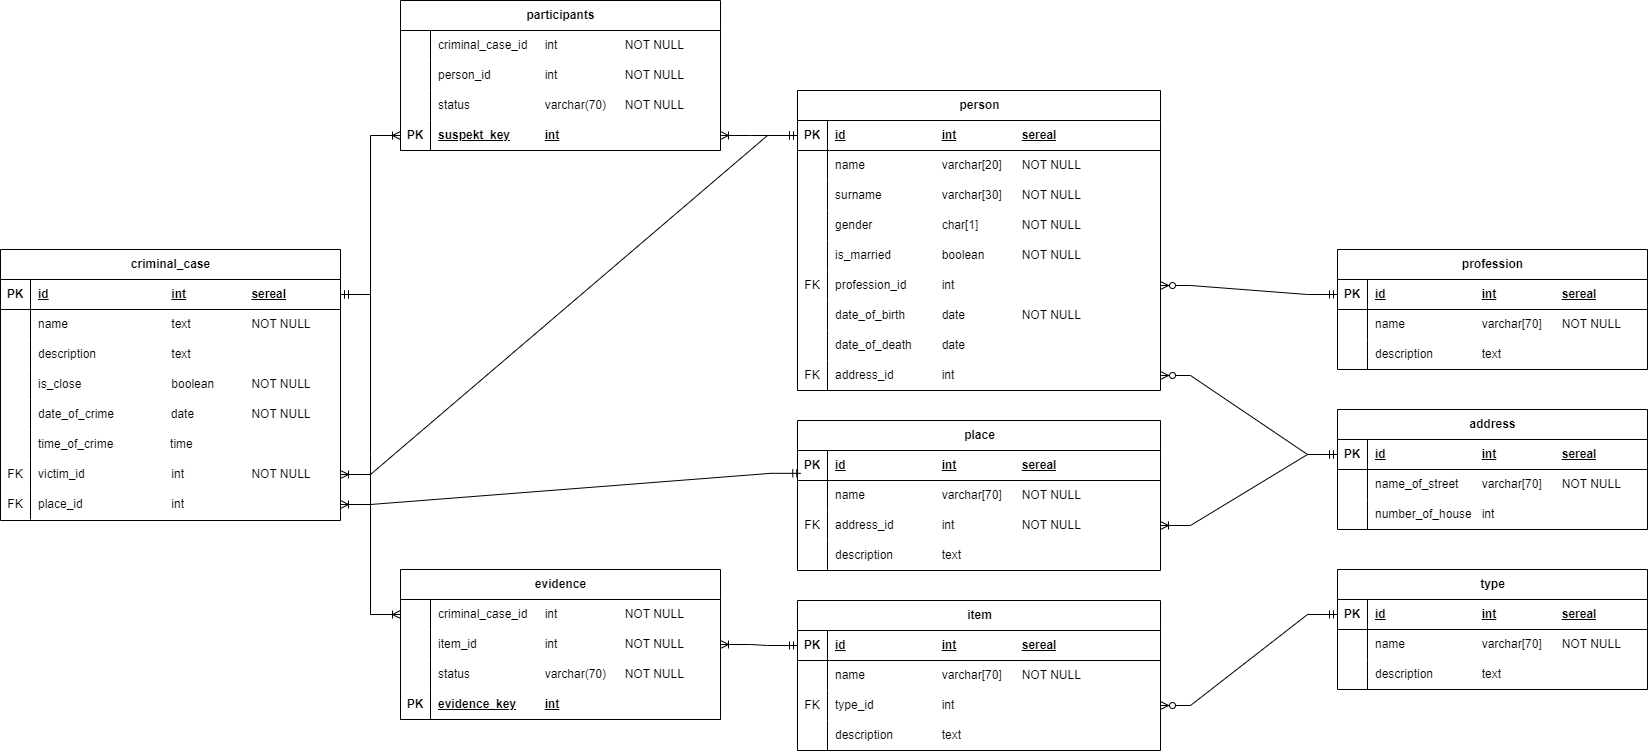 participants
criminal_case_id int NOT NULL
person_id int NOT NULL
status varchar(70) NOT NULL
PK suspekt_key int
person
PK id int sereal
name varchar[20] NOT NULL
surname varchar[30] NOT NULL
gender char[1] NOT NULL
is_married boolean NOT NULL
FK profession_id int
date_of_birth date NOT NULL
date_of_death date
FK address_id int
criminal_case
PK id int sereal
name text NOT NULL
description text
is_close boolean NOT NULL
date_of_crime date NOT NULL
time_of_crime time
FK victim_id int NOT NULL
FK place_id int
profession
PK id int sereal
name varchar[70] NOT NULL
description text
place
PK id int sereal
name varchar[70] NOT NULL
FK address_id int NOT NULL
description text
address
PK id int sereal
name_of_street varchar[70] NOT NULL
number_of_house int
evidence
criminal_case_id int NOT NULL
item_id int NOT NULL
status varchar(70) NOT NULL
PK evidence_key int
item
PK id int sereal
name varchar[70] NOT NULL
FK type_id int
description text
type
PK id int sereal
name varchar[70] NOT NULL
description text